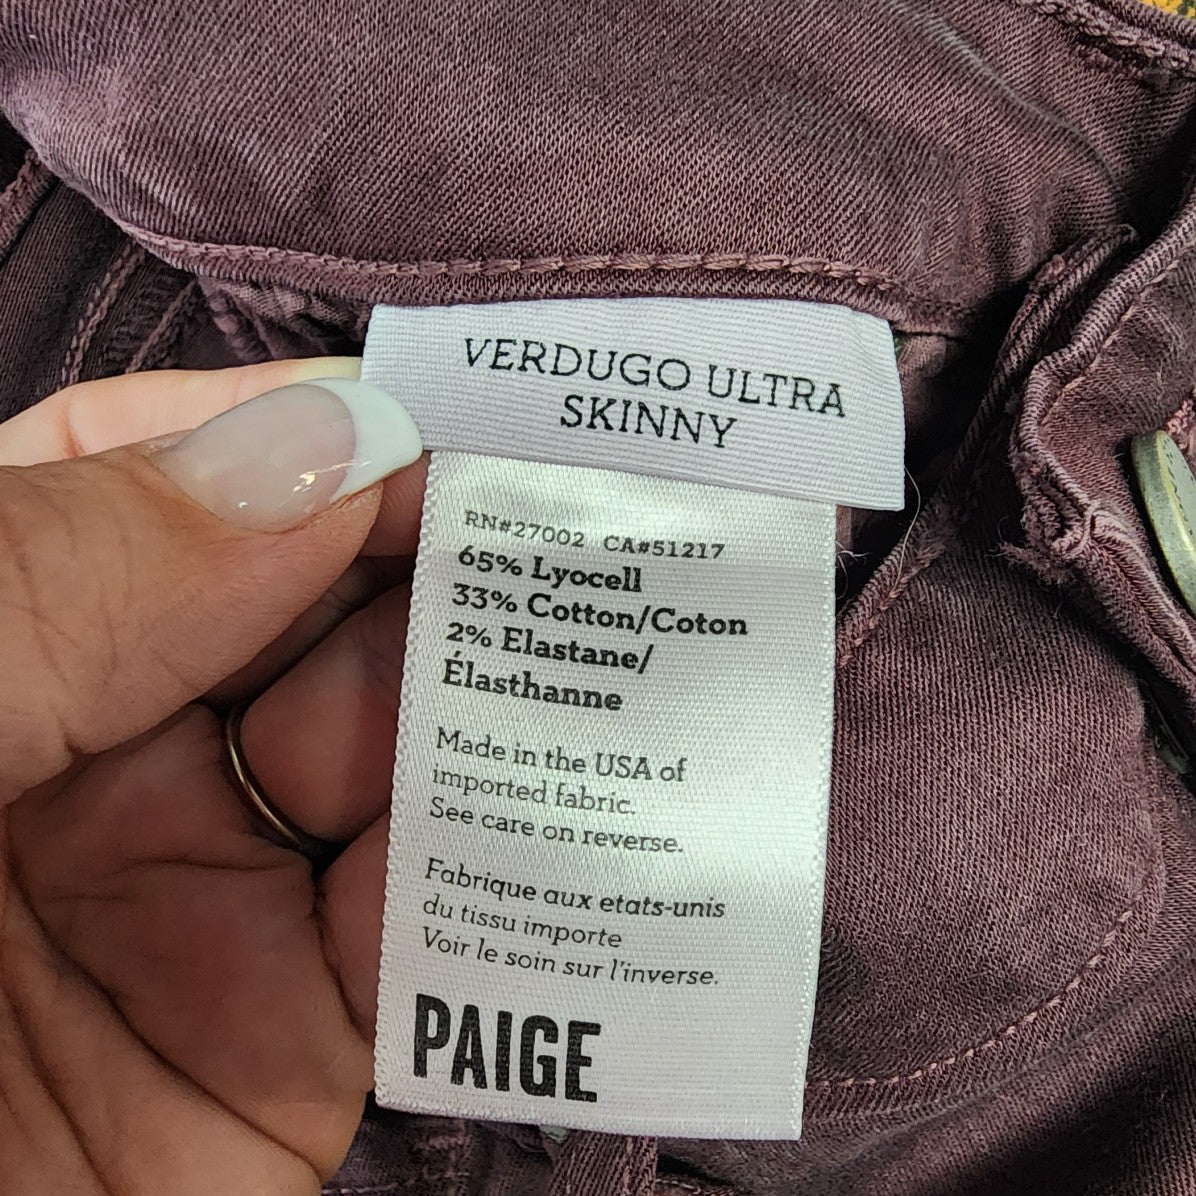 VERDUGO ULTRA
SKINNY
RN#27002 CA#51217
65% Lyocell
33% Cotton/Coton
2% Elastane/
Élasthanne
Made in the USA of
imported fabric.
See care on reverse.
Fabrique aux etats-unis
du tissu importe
Voir le soin sur l'inverse.
PAIGE